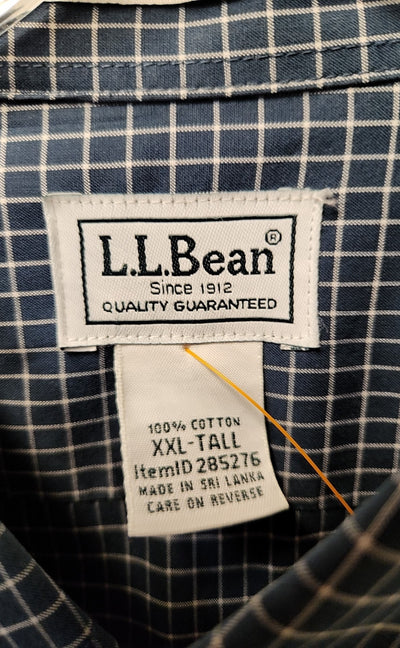 L.L.Bean®
Since 1912
QUALITY GUARANTEED
100% COTTON
XXL-TALL
ItemID 285276
MADE IN SRI LANKA
CARE ON REVERSE